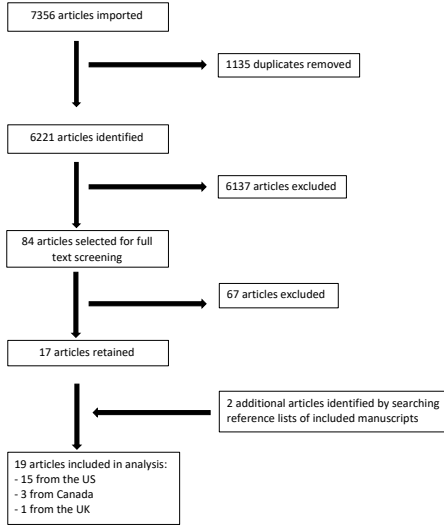 7356 articles imported
1135 duplicates removed
6221 articles identified
6137 articles excluded
84 articles selected for full
text screening
67 articles excluded
17 articles retained
2 additional articles identified by searching
reference lists of included manuscripts
19 articles included in analysis:
- 15 from the US
- 3 from Canada
- 1 from the UK